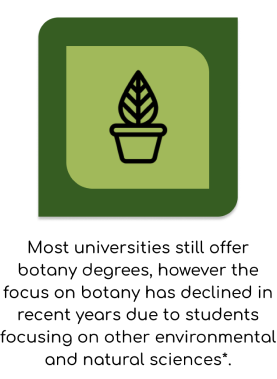 Most universities still offer
botany degrees, however the
focus on botany has declined in
recent years due to students
focusing on other environmental
and natural sciences*.